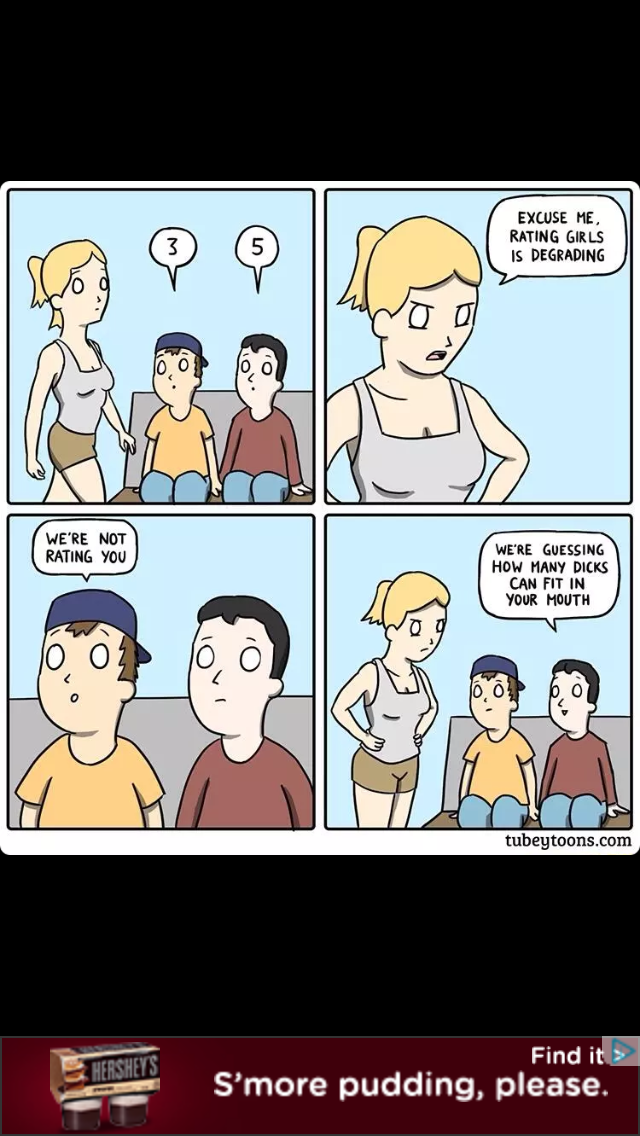 3
5
EXCUSE ME,
RATING GIRLS
IS DEGRADING
WE'RE NOT
RATING YOU
WE'RE GUESSING
HOW MANY DICKS
CAN FIT IN
YOUR MOUTH
tubeytoons.com
HERSHEY'S
Find it >
S'more pudding, please.